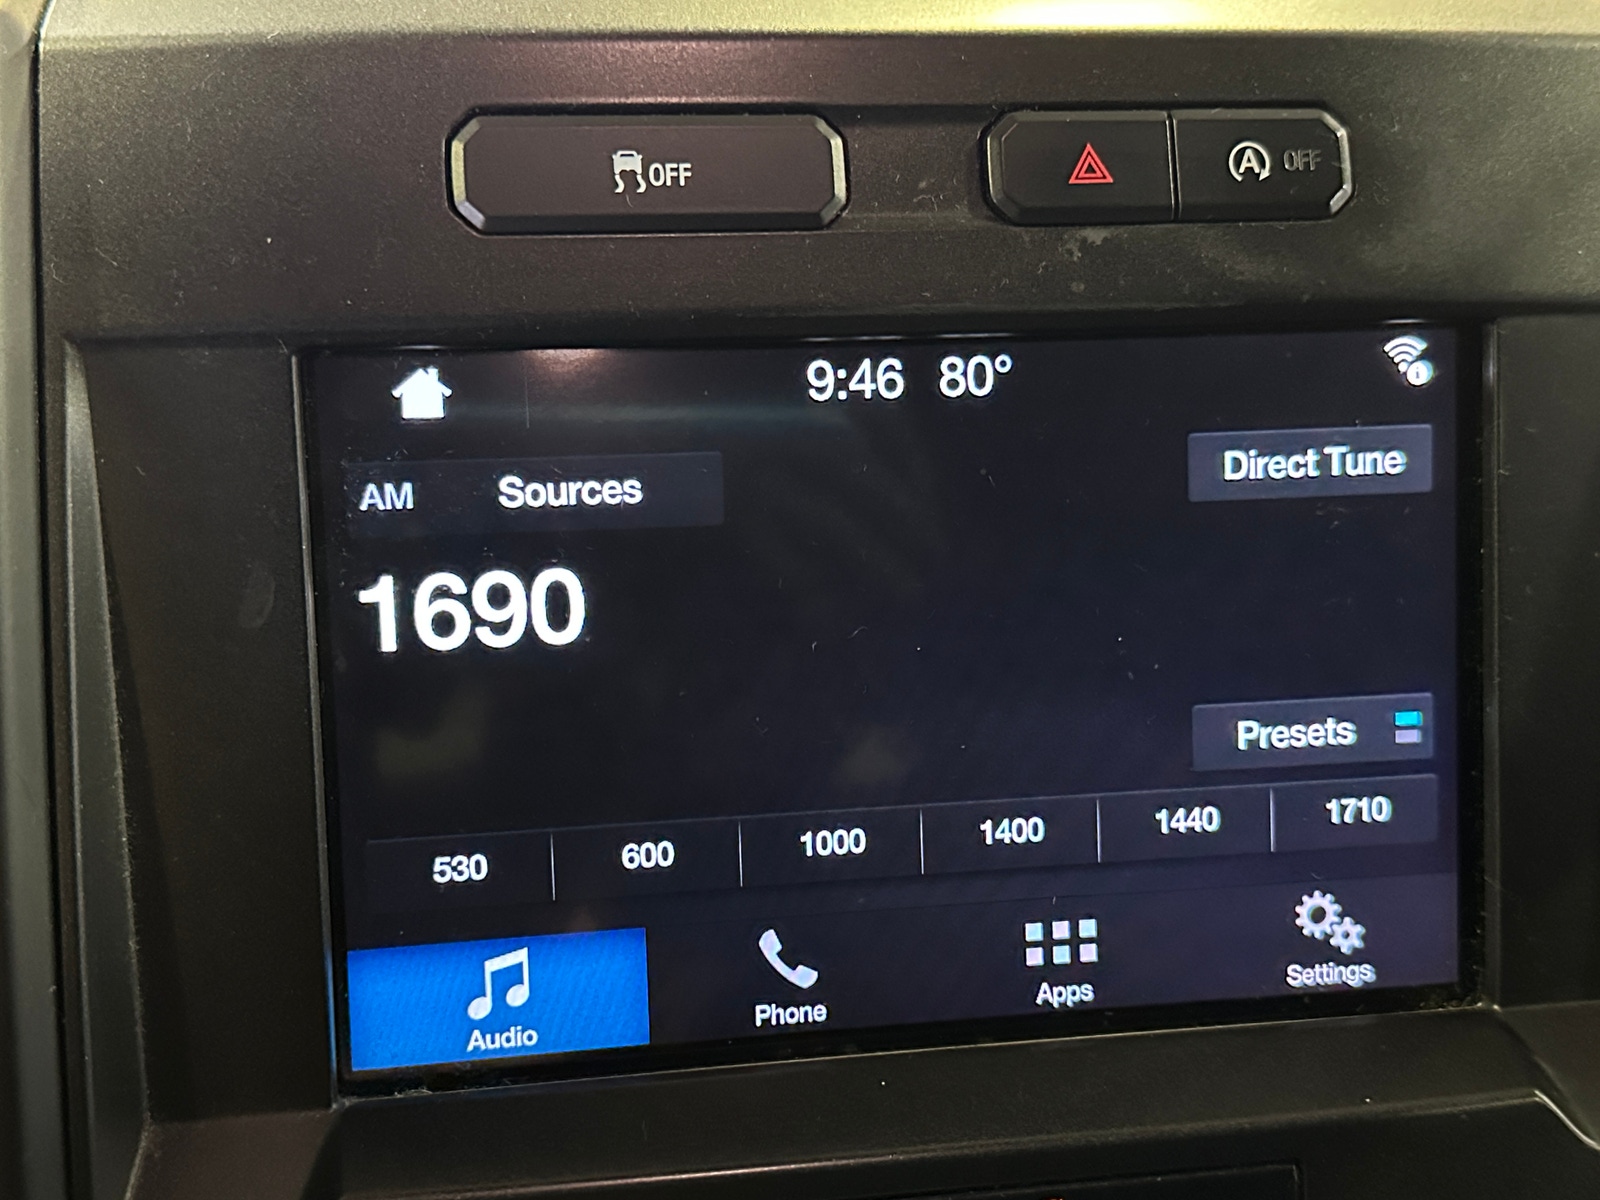 OFF
A OFF
9:46 80°
AM Sources
Direct Tune
1690
Presets
530 600 1000 1400 1440 1710
Audio Phone Apps Settings